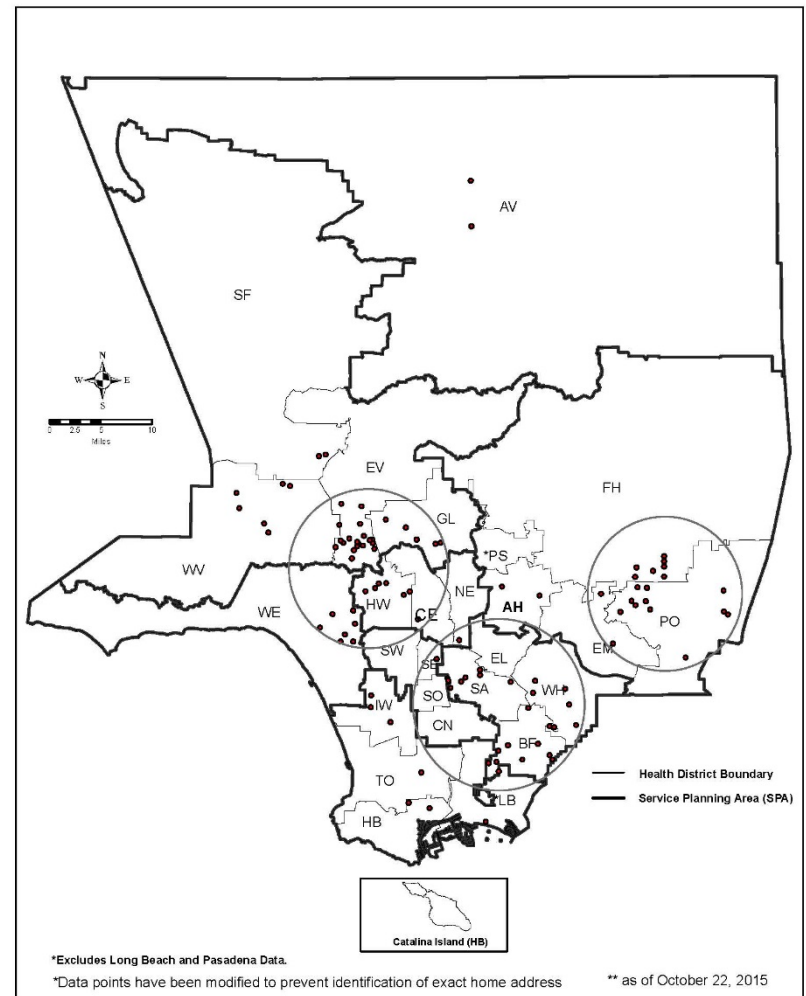 AV
SF
N
W E
S
0 2.5 5 10
Miles
EV
FH
GL
*PS
WV
NE
HW
CE
AH
WE
PO
EM
SW
SE
EL
SA
WH
SO
IW
CN
BF
TO
*LB
HB
Health District Boundary
Service Planning Area (SPA)
Catalina Island (HB)
*Excludes Long Beach and Pasadena Data.
*Data points have been modified to prevent identification of exact home address
** as of October 22, 2015